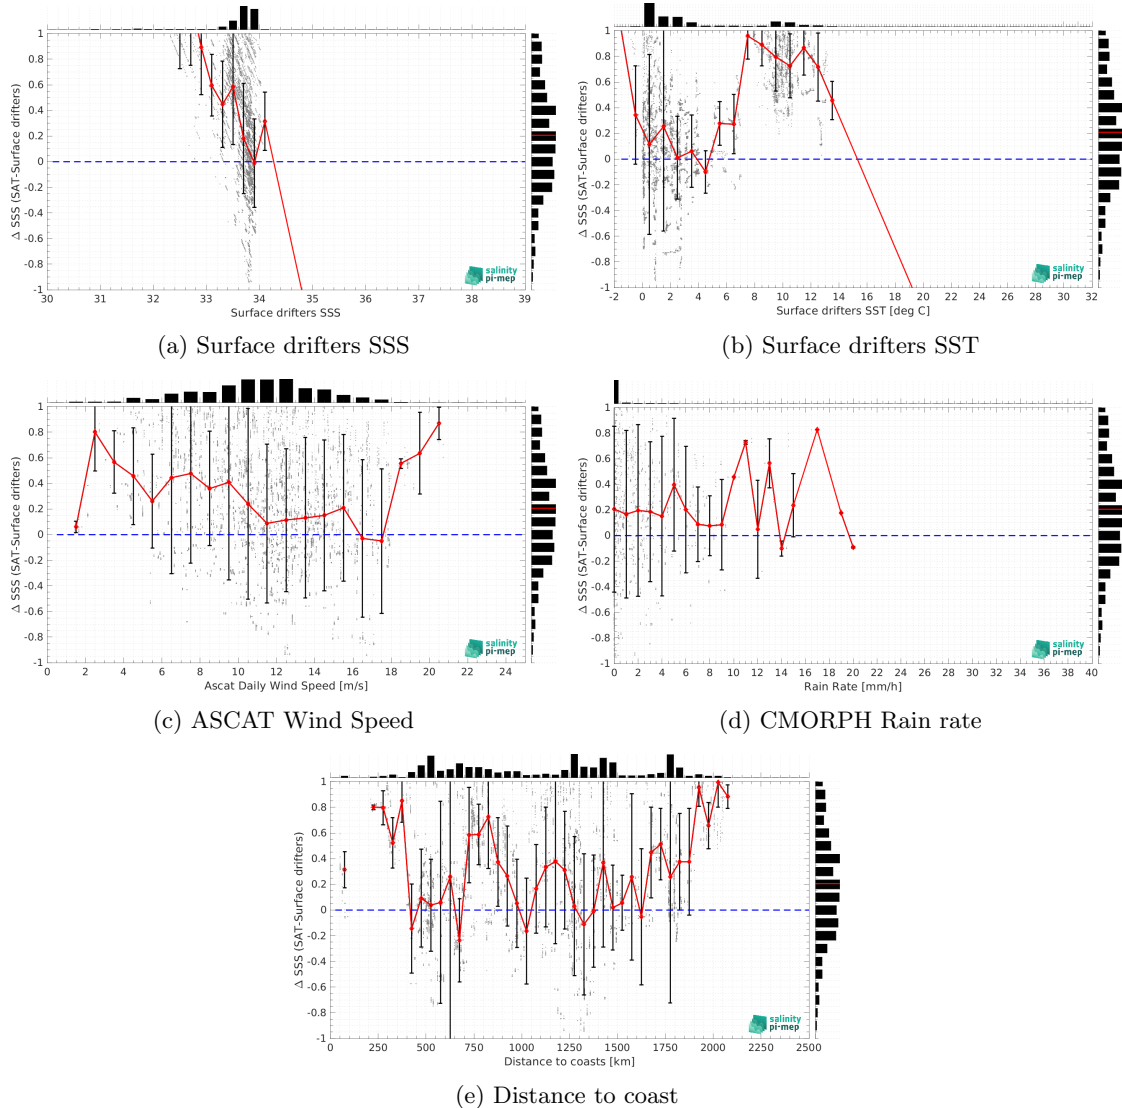 1
0.8
0.6
0.4
0.2
0
-0.2
-0.4
-0.6
-0.8
-1
Δ SSS (SAT-Surface drifters)
30 31 32 33 34 35 36 37 38 39
Surface drifters SSS
salinity
pi-mep
(a) Surface drifters SSS
1
0.8
0.6
0.4
0.2
0
-0.2
-0.4
-0.6
-0.8
-1
Δ SSS (SAT-Surface drifters)
-2 0 2 4 6 8 10 12 14 16 18 20 22 24 26 28 30 32
Surface drifters SST [deg C]
salinity
pi-mep
(b) Surface drifters SST
1
0.8
0.6
0.4
0.2
0
-0.2
-0.4
-0.6
-0.8
-1
Δ SSS (SAT-Surface drifters)
0 2 4 6 8 10 12 14 16 18 20 22 24
Ascat Daily Wind Speed [m/s]
salinity
pi-mep
(c) ASCAT Wind Speed
1
0.8
0.6
0.4
0.2
0
-0.2
-0.4
-0.6
-0.8
-1
Δ SSS (SAT-Surface drifters)
0 2 4 6 8 10 12 14 16 18 20 22 24 26 28 30 32 34 36 38 40
Rain Rate [mm/h]
salinity
pi-mep
(d) CMORPH Rain rate
1
0.8
0.6
0.4
0.2
0
-0.2
-0.4
-0.6
-0.8
-1
Δ SSS (SAT-Surface drifters)
0 250 500 750 1000 1250 1500 1750 2000 2250 2500
Distance to coasts [km]
salinity
pi-mep
(e) Distance to coast